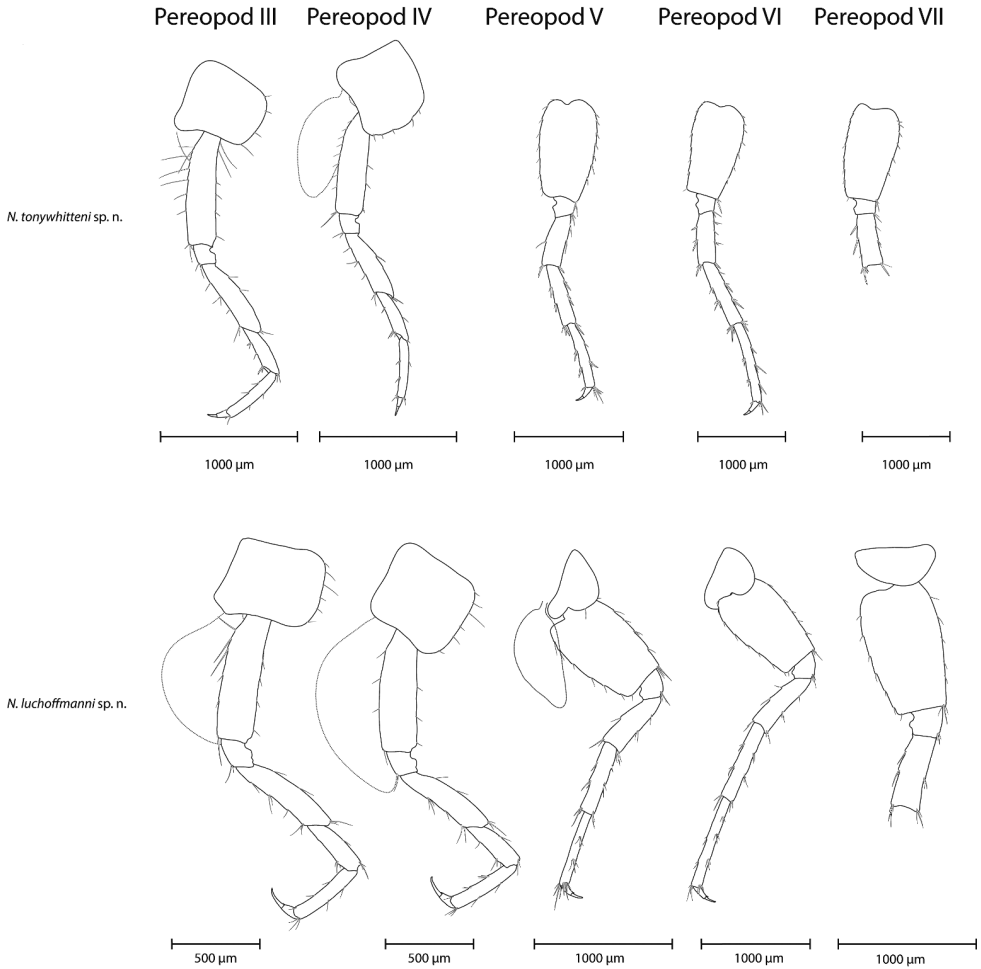 Pereopod III Pereopod IV Pereopod V Pereopod VI Pereopod VII
N. tonywhitteni sp. n.
1000 µm 1000 µm 1000 µm 1000 µm 1000 µm
N. luchoffmanni sp. n.
500 µm 500 µm 1000 µm 1000 µm 1000 µm